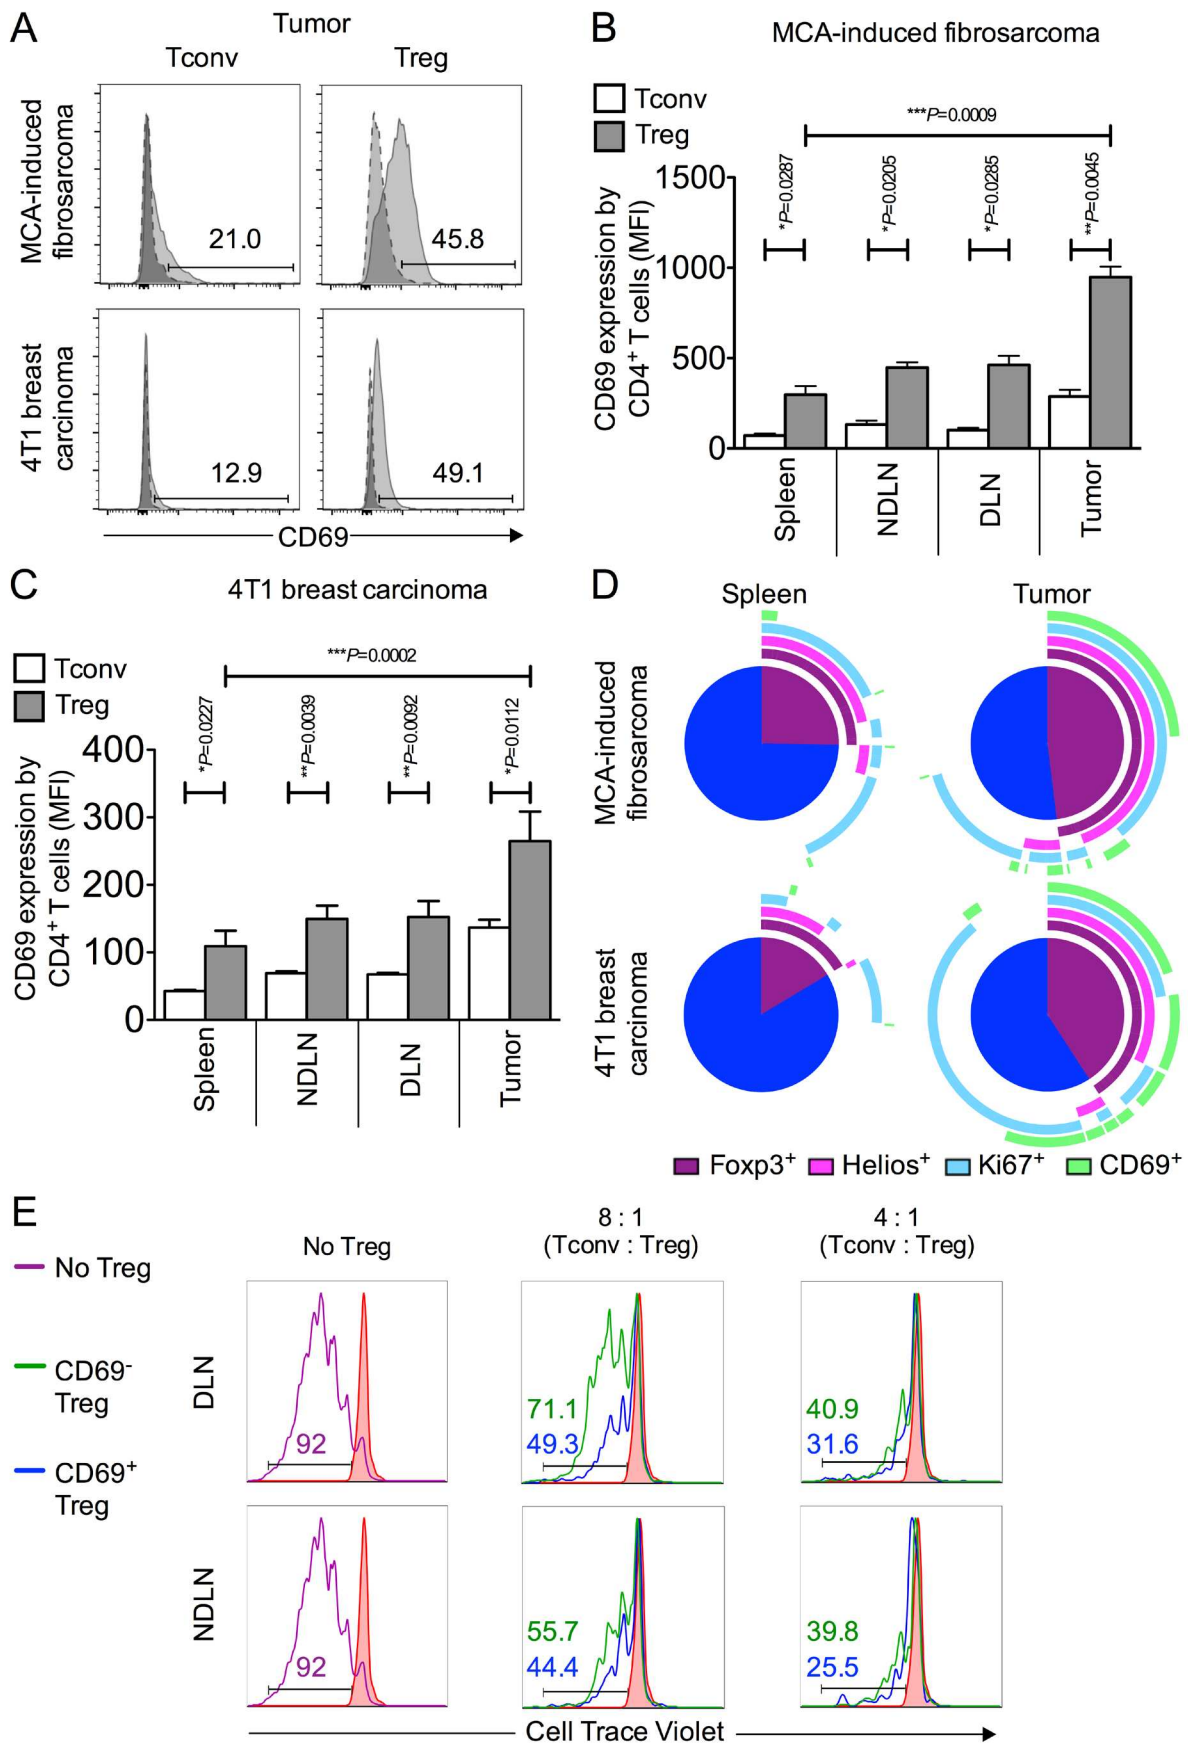 A
Tumor
Tconv
Treg
MCA-induced
fibrosarcoma
21.0
45.8
4T1 breast
carcinoma
12.9
49.1
CD69
B
MCA-induced fibrosarcoma
Tconv
Treg
***P=0.0009
*P=0.0287
*P=0.0205
*P=0.0285
**P=0.0045
CD69 expression by
CD4+ T cells (MFI)
1500
1000
500
0
Spleen
NDLN
DLN
Tumor
C
4T1 breast carcinoma
Tconv
Treg
***P=0.0002
*P=0.0227
**P=0.0039
**P=0.0092
*P=0.0112
CD69 expression by
CD4+ T cells (MFI)
400
300
200
100
0
Spleen
NDLN
DLN
Tumor
D
Spleen
Tumor
MCA-induced
fibrosarcoma
4T1 breast
carcinoma
Foxp3+
Helios+
Ki67+
CD69+
E
No Treg
CD69-
Treg
CD69+
Treg
No Treg
8 : 1
(Tconv : Treg)
4 : 1
(Tconv : Treg)
DLN
92
71.1
49.3
40.9
31.6
NDLN
92
55.7
44.4
39.8
25.5
Cell Trace Violet